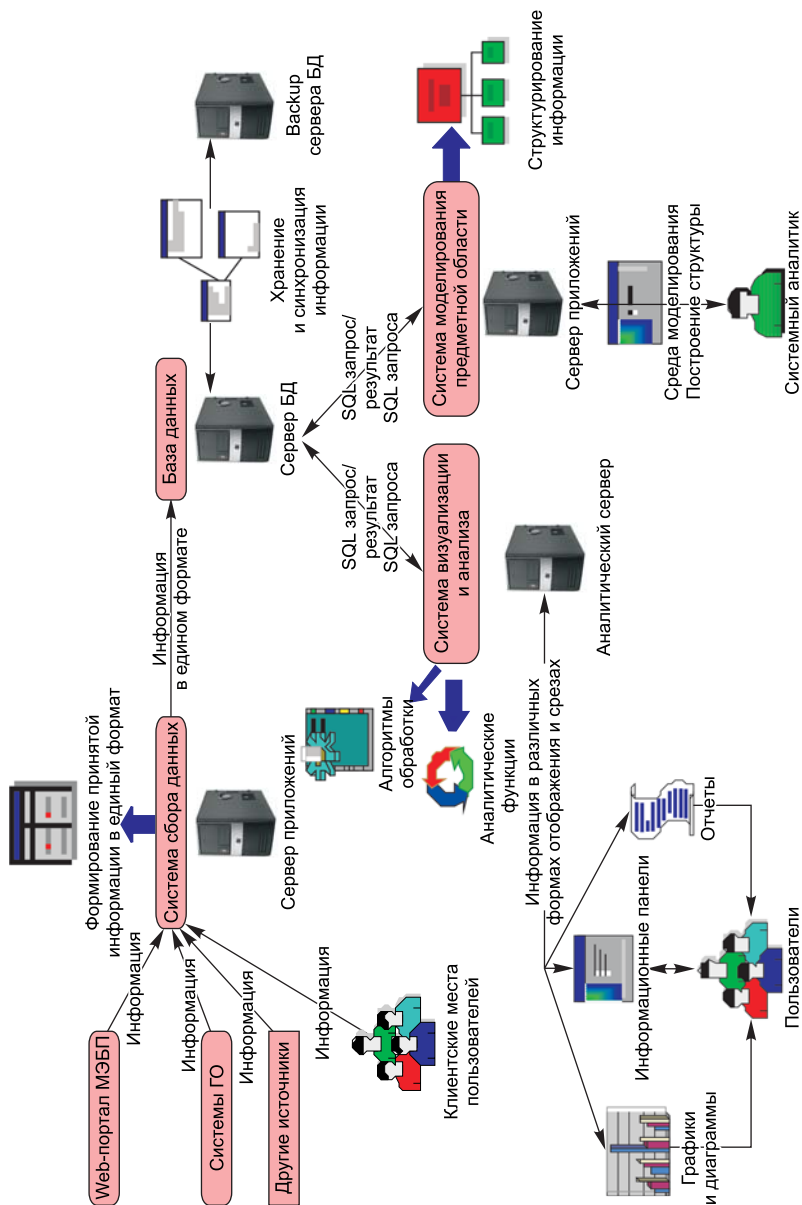 Web-портал МЭБП
Системы ГО
Другие источники
Информация
Информация
Информация
Информация
Клиентские места
пользователей
Формирование принятой
информации в единый формат
Система сбора данных
Сервер приложений
Информация
в едином формате
База данных
Сервер БД
Хранение
и синхронизация
информации
Backup
сервера БД
SQL запрос/
результат
SQL запроса
SQL запрос/
результат
SQL запроса
Алгоритмы
обработки
Аналитические
функции
Система визуализации
и анализа
Система моделирования
предметной области
Структурирование
информации
Аналитический сервер
Сервер приложений
Информация в различных
формах отображения и срезах
Среда моделирования
Построение структуры
Системный аналитик
Графики
и диаграммы
Информационные панели
Отчеты
Пользователи